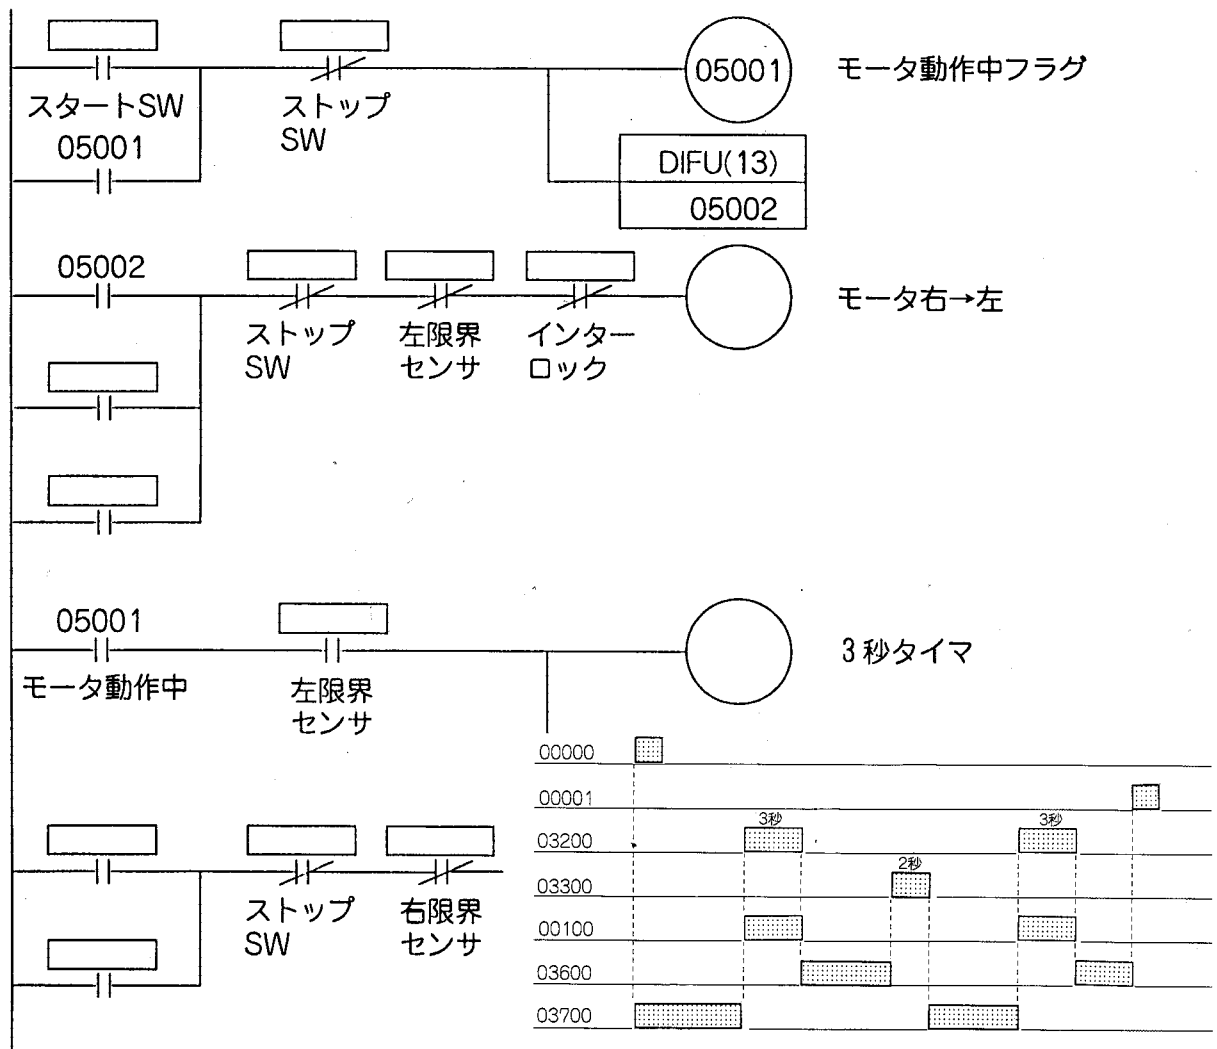 スタートSW
ストップ
SW
05001
モータ動作中フラグ
05001
DIFU(13)
05002
05002
ストップ
SW
左限界
センサ
インター
ロック
モータ右→左
05001
モータ動作中
左限界
センサ
3秒タイマ
ストップ
SW
右限界
センサ
00000
00001
03200
3秒
3秒
03300
2秒
00100
03600
03700